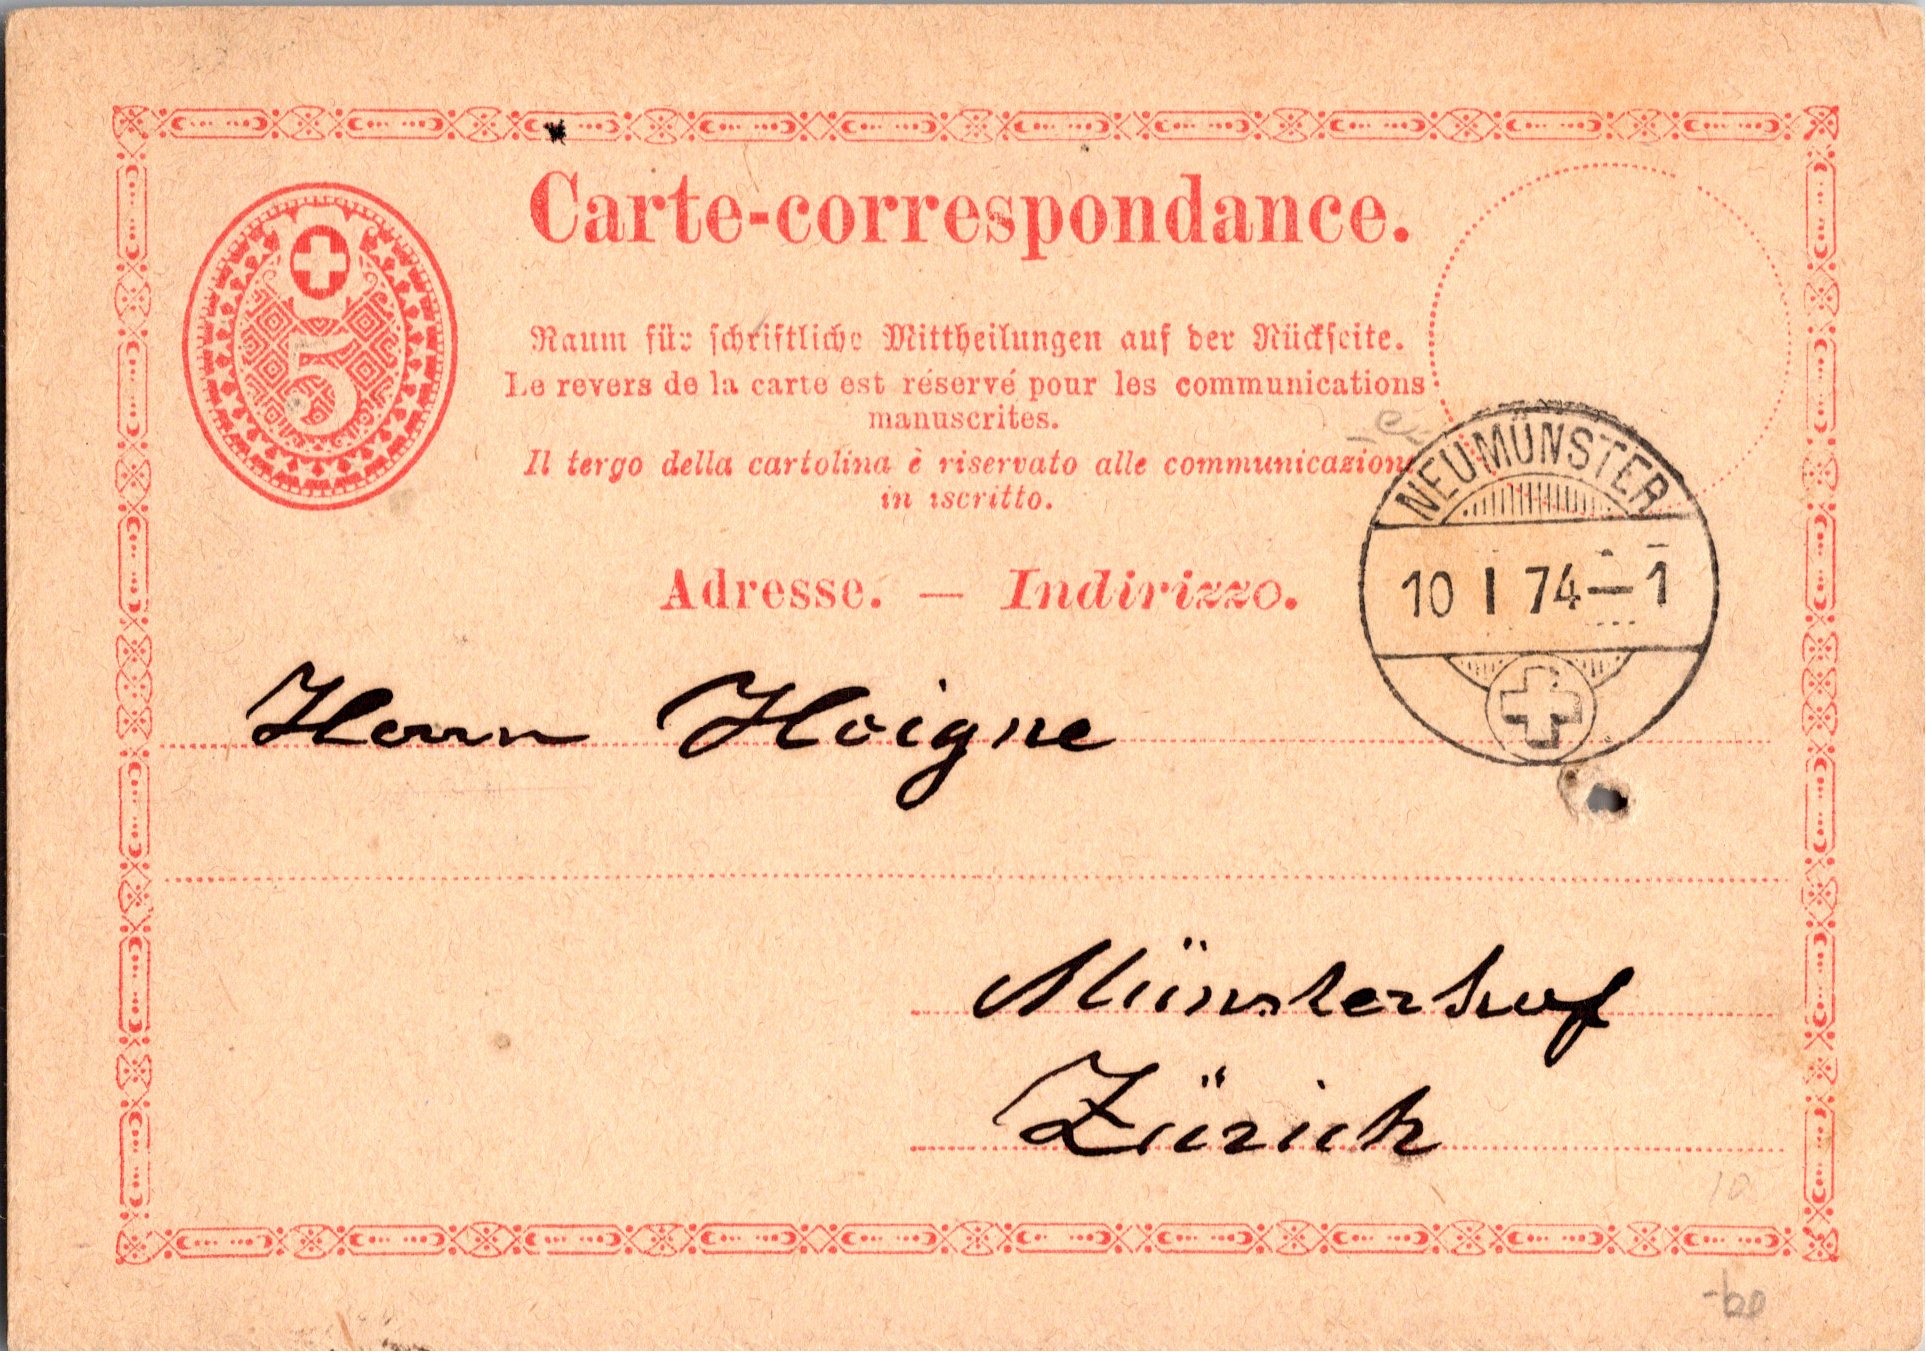 Carte-correspondance.
5
Raum für schriftliche Mittheilungen auf der Rückseite.
Le revers de la carte est réservé pour les communications
manuscrites.
Il tergo della cartolina è riservato alle communicazioni
in iscritto.
NEUMÜNSTER
10 I 74—1
Adresse. — Indirizzo.
Herrn Hoigne
Münsterhof
Zürich
10